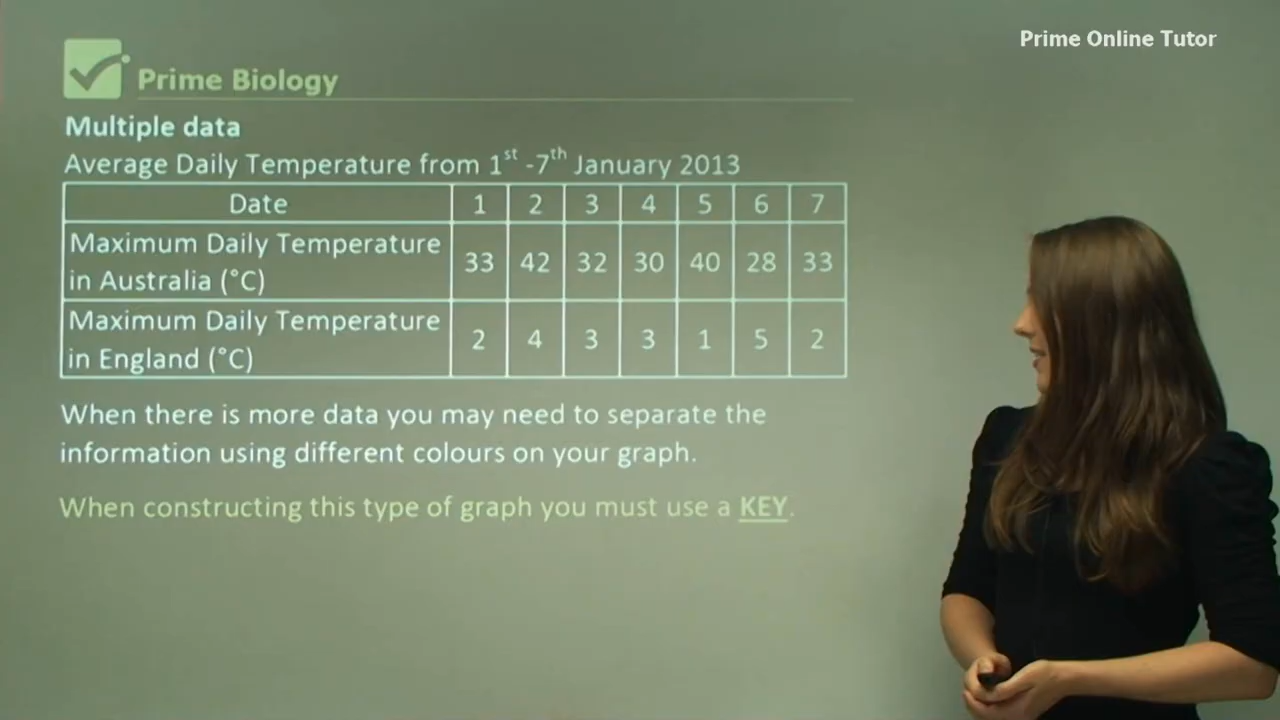 Prime Online Tutor
Prime Biology
Multiple data
Average Daily Temperature from 1st -7th January 2013
Date 1 2 3 4 5 6 7
Maximum Daily Temperature
in Australia (°C) 33 42 32 30 40 28 33
Maximum Daily Temperature
in England (°C) 2 4 3 3 1 5 2
When there is more data you may need to separate the
information using different colours on your graph.
When constructing this type of graph you must use a KEY.